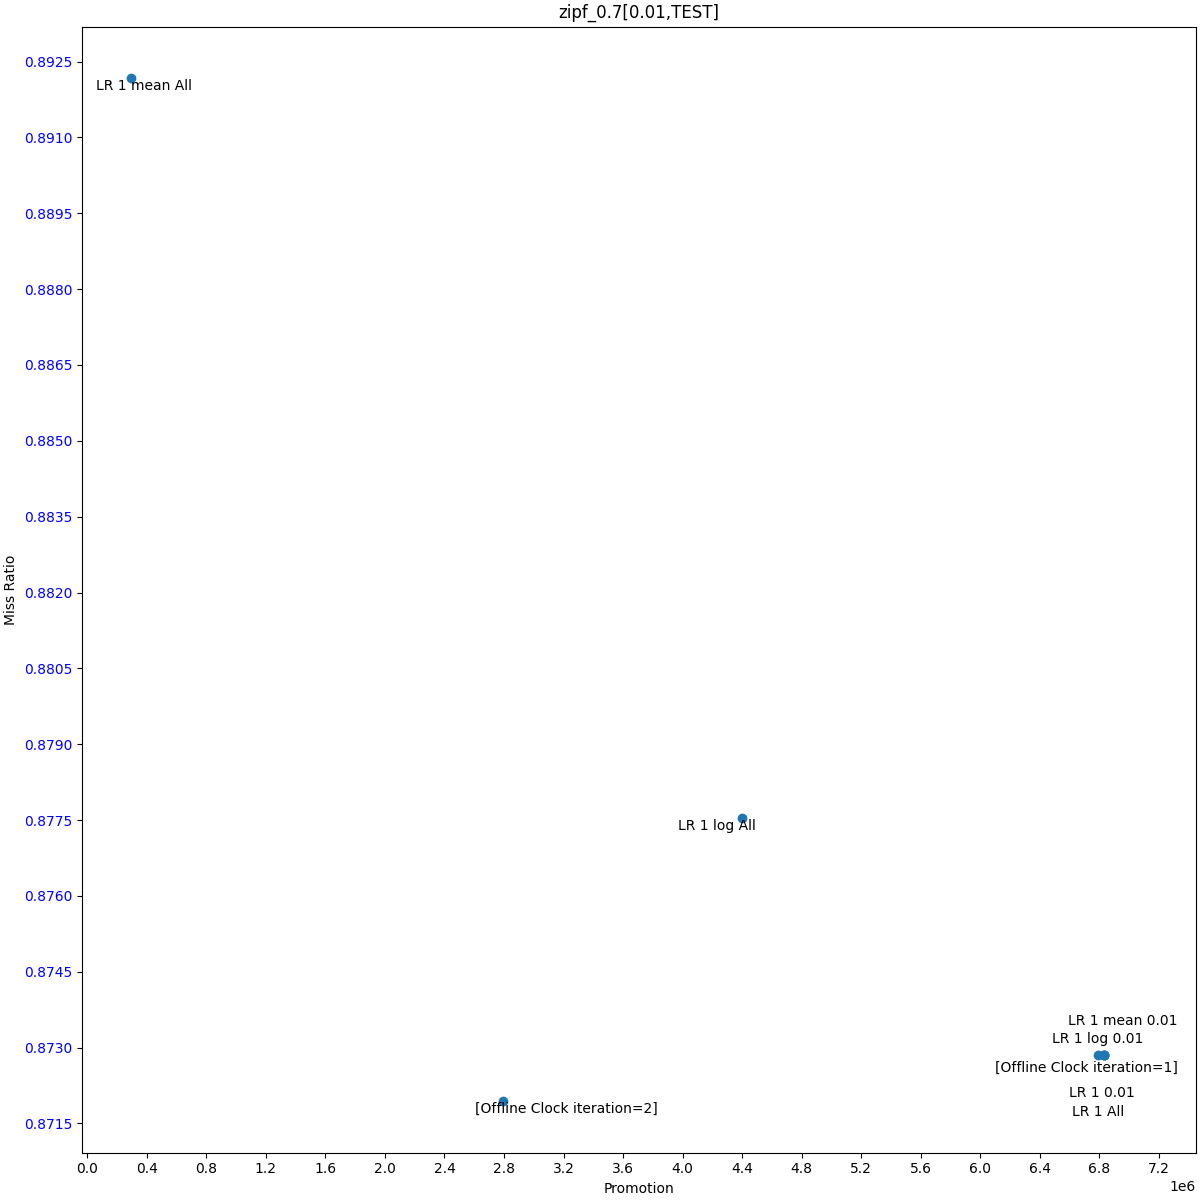 zipf_0.7[0.01,TEST]
0.8925
LR 1 mean All
0.8910
0.8895
0.8880
0.8865
0.8850
0.8835
Miss Ratio
0.8820
0.8805
0.8790
0.8775
LR 1 log All
0.8760
0.8745
LR 1 mean 0.01
LR 1 log 0.01
0.8730
[Offline Clock iteration=1]
LR 1 0.01
[Offline Clock iteration=2]
LR 1 All
0.8715
0.0 0.4 0.8 1.2 1.6 2.0 2.4 2.8 3.2 3.6 4.0 4.4 4.8 5.2 5.6 6.0 6.4 6.8 7.2
1e6
Promotion